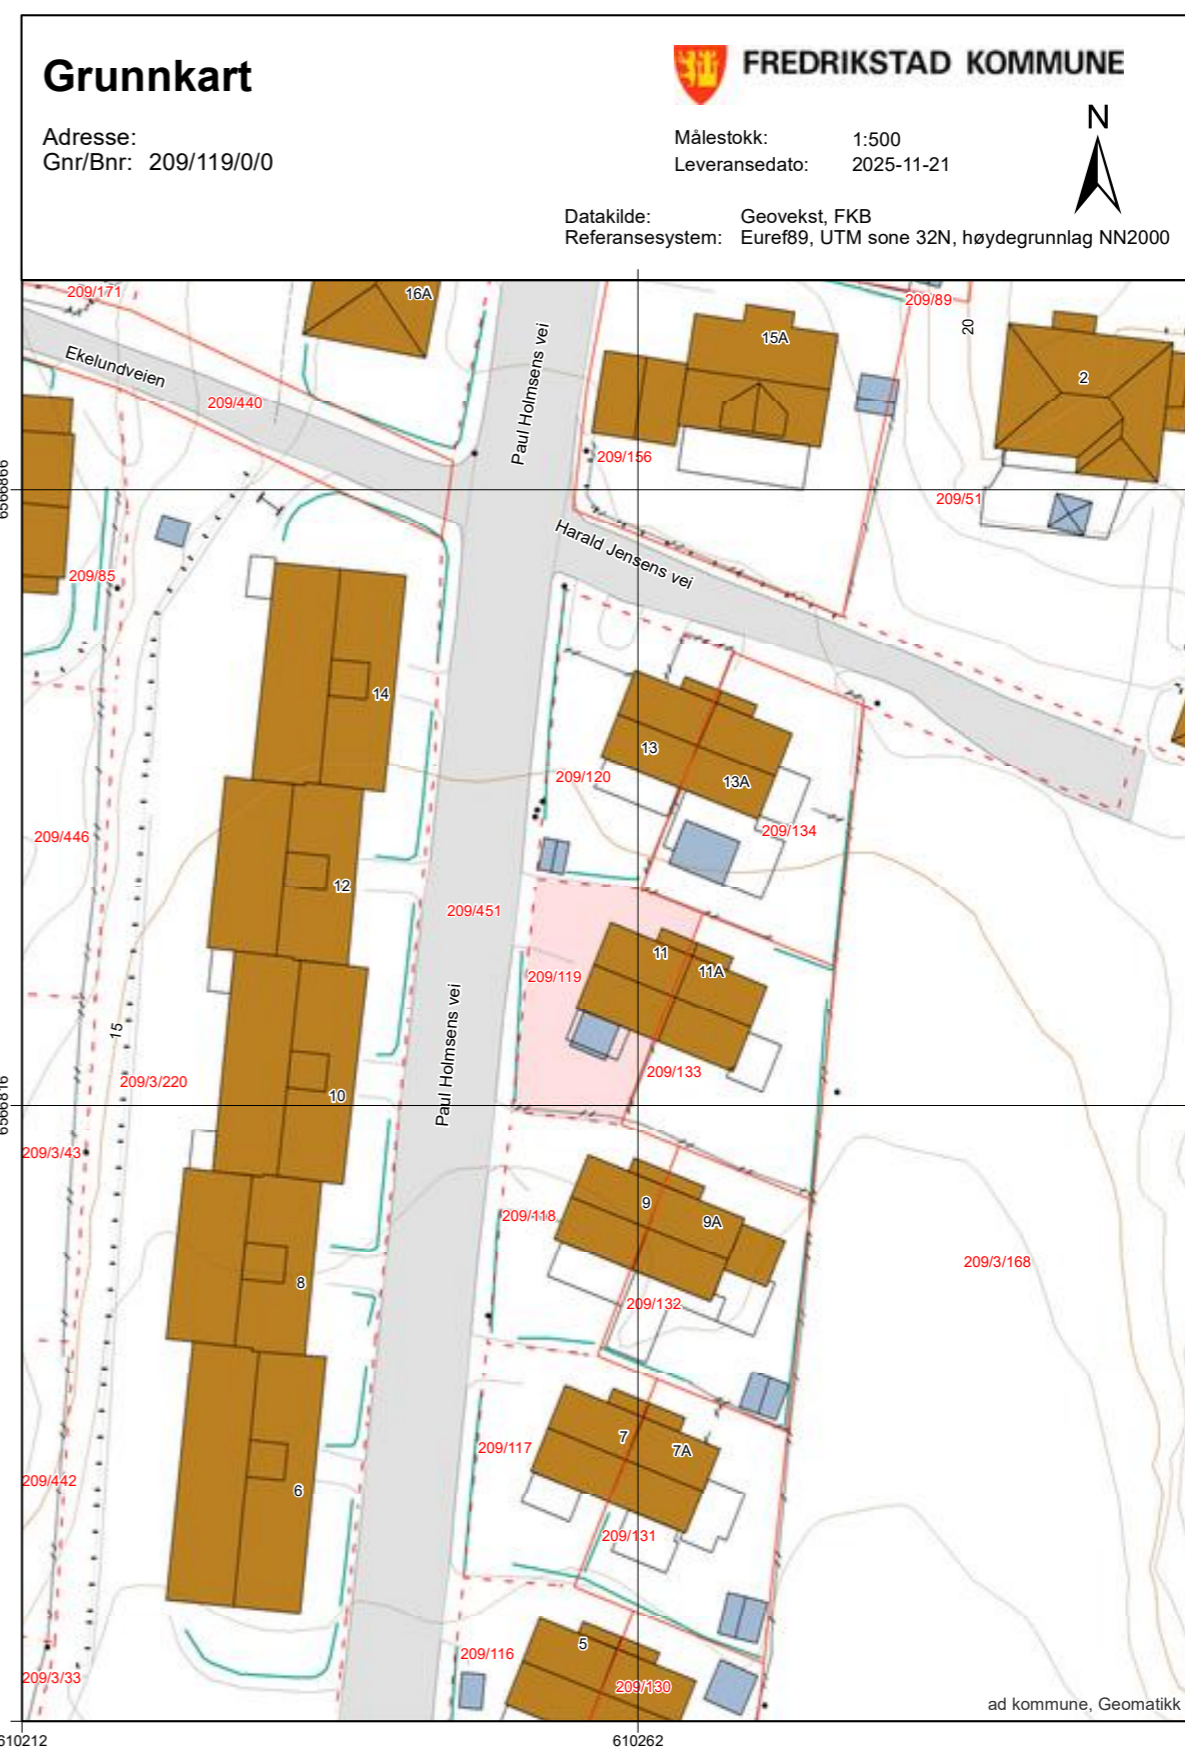 Grunnkart
FREDRIKSTAD KOMMUNE
Adresse:
Gnr/Bnr: 209/119/0/0
Målestokk: 1:500
Leveransedato: 2025-11-21
N
Datakilde: Geovekst, FKB
Referansesystem: Euref89, UTM sone 32N, høydegrunnlag NN2000
209/171
16A
209/89
20
15A
2
Ekelundveien
Paul Holmsens vei
209/440
209/156
209/51
6566866
Harald Jensens vei
209/85
14
13
13A
209/120
209/134
209/446
12
209/451
11
11A
209/119
15
Paul Holmsens vei
209/133
209/3/220
10
6566816
209/3/43
9
9A
209/118
209/3/168
8
209/132
7
7A
209/117
209/442
6
209/131
5
209/116
209/3/33
209/130
ad kommune, Geomatikk
610212
610262